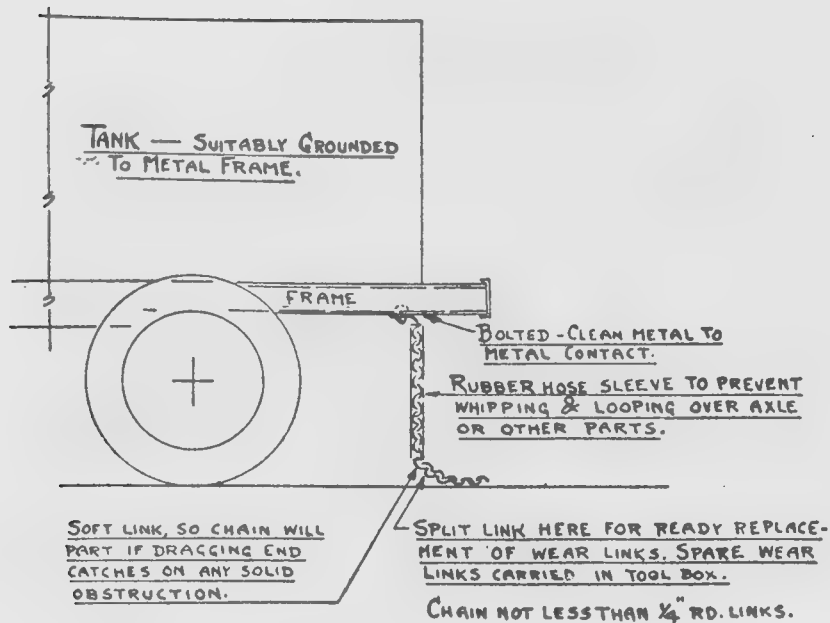 TANK — SUITABLY GROUNDED
TO METAL FRAME.
FRAME
BOLTED - CLEAN METAL TO
METAL CONTACT.
RUBBER HOSE SLEEVE TO PREVENT
WHIPPING & LOOPING OVER AXLE
OR OTHER PARTS.
SOFT LINK, SO CHAIN WILL
PART IF DRAGGING END
CATCHES ON ANY SOLID
OBSTRUCTION.
SPLIT LINK HERE FOR READY REPLACE-
MENT OF WEAR LINKS. SPARE WEAR
LINKS CARRIED IN TOOL BOX.
CHAIN NOT LESS THAN 1/4" RD. LINKS.